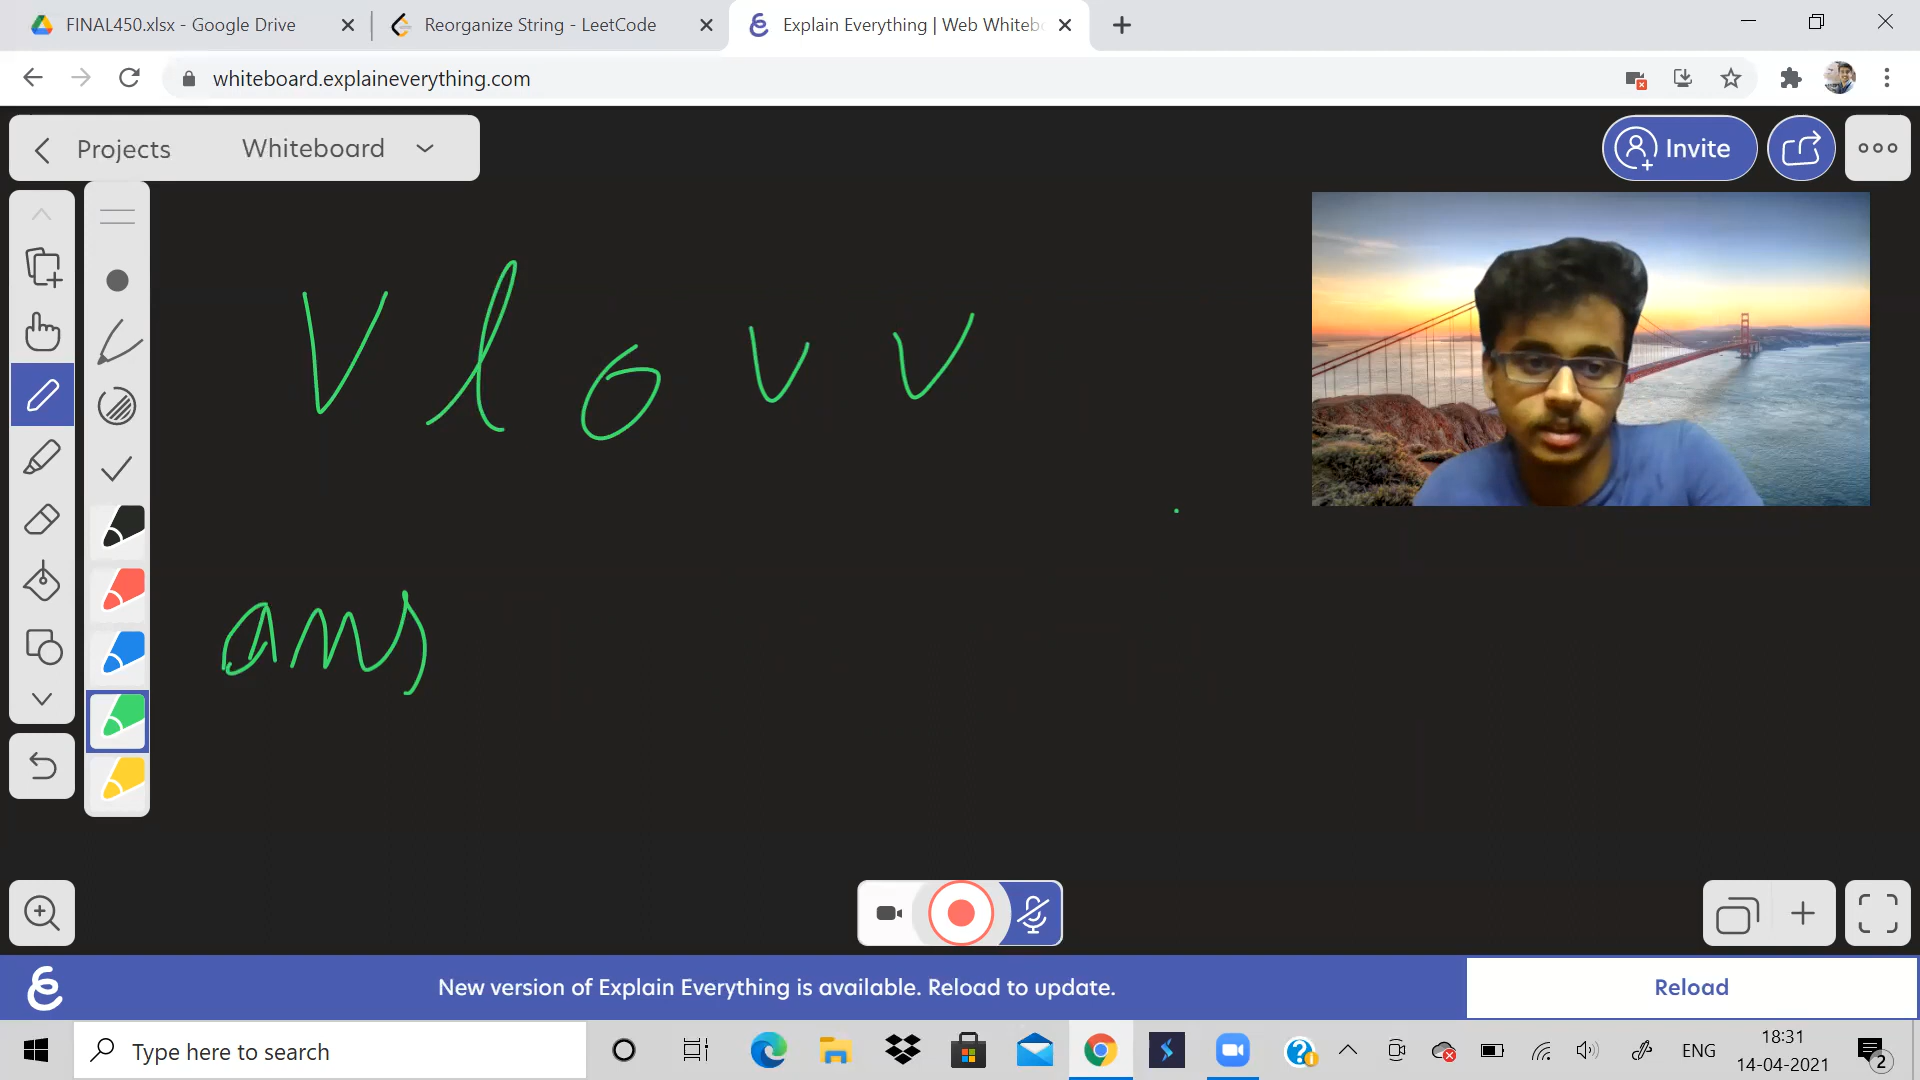 FINAL450.xlsx - Google Drive
Reorganize String - LeetCode
Explain Everything | Web Whiteb
whiteboard.explaineverything.com
Projects
Whiteboard
Invite
V l o v v
ans
New version of Explain Everything is available. Reload to update.
Reload
Type here to search
ENG
18:31
14-04-2021
2